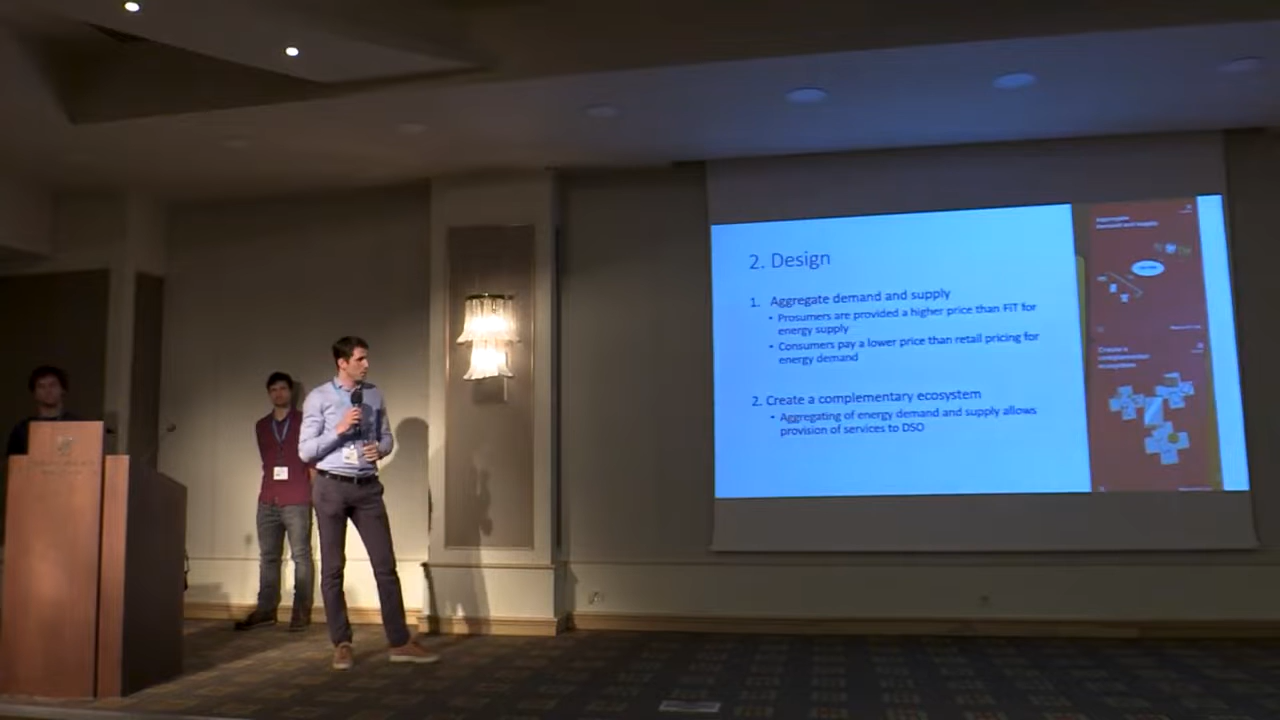 2. Design
1. Aggregate demand and supply
• Prosumers are provided a higher price than FiT for
energy supply
• Consumers pay a lower price than retail pricing for
energy demand
2. Create a complementary ecosystem
• Aggregating of energy demand and supply allows
provision of services to DSO
Aggregate
demand and supply
Create a
complementary
ecosystem